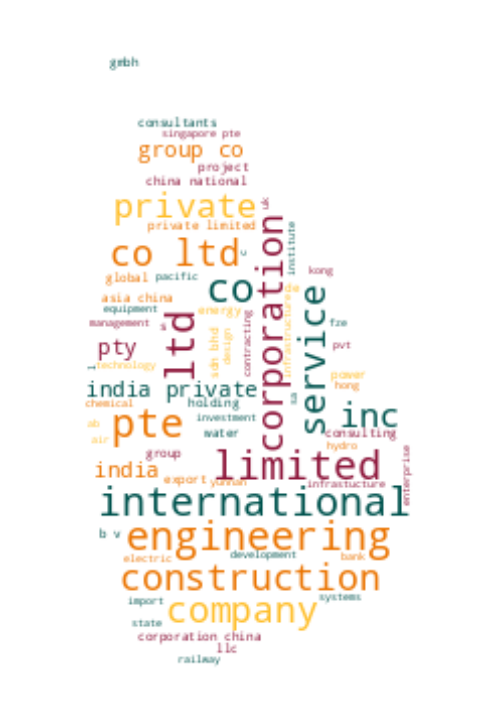 gmbh
consultants
singapore pte
group co
project
china national
private
uk
private limited
corporation
institute
co ltd
v
global
pacific
kong
co
asia china
equipment
energy
infrastructure
service
management
s
ltd
sdn bhd
design
contracting
fze
pty
pvt
technology
l
power
india private
hong
chemical
holding
sa
pte
investment
inc
ab
water
consulting
air
hydro
group
limited
enterprise
india
export
yunnan
infrastucture
international
b v
engineering
development
electric
bank
construction
import
systems
company
state
corporation china
llc
railway